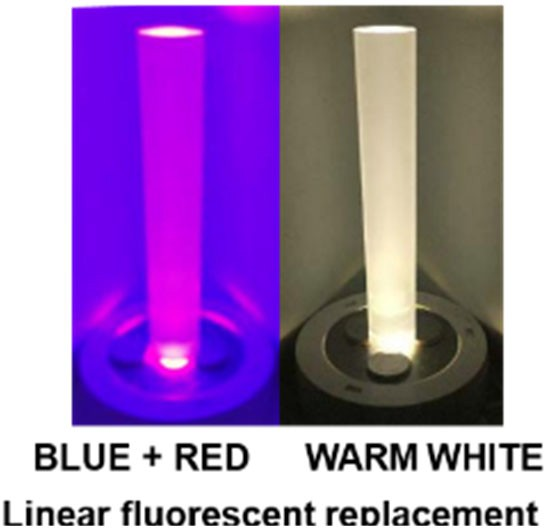 BLUE + RED WARM WHITE
Linear fluorescent replacement